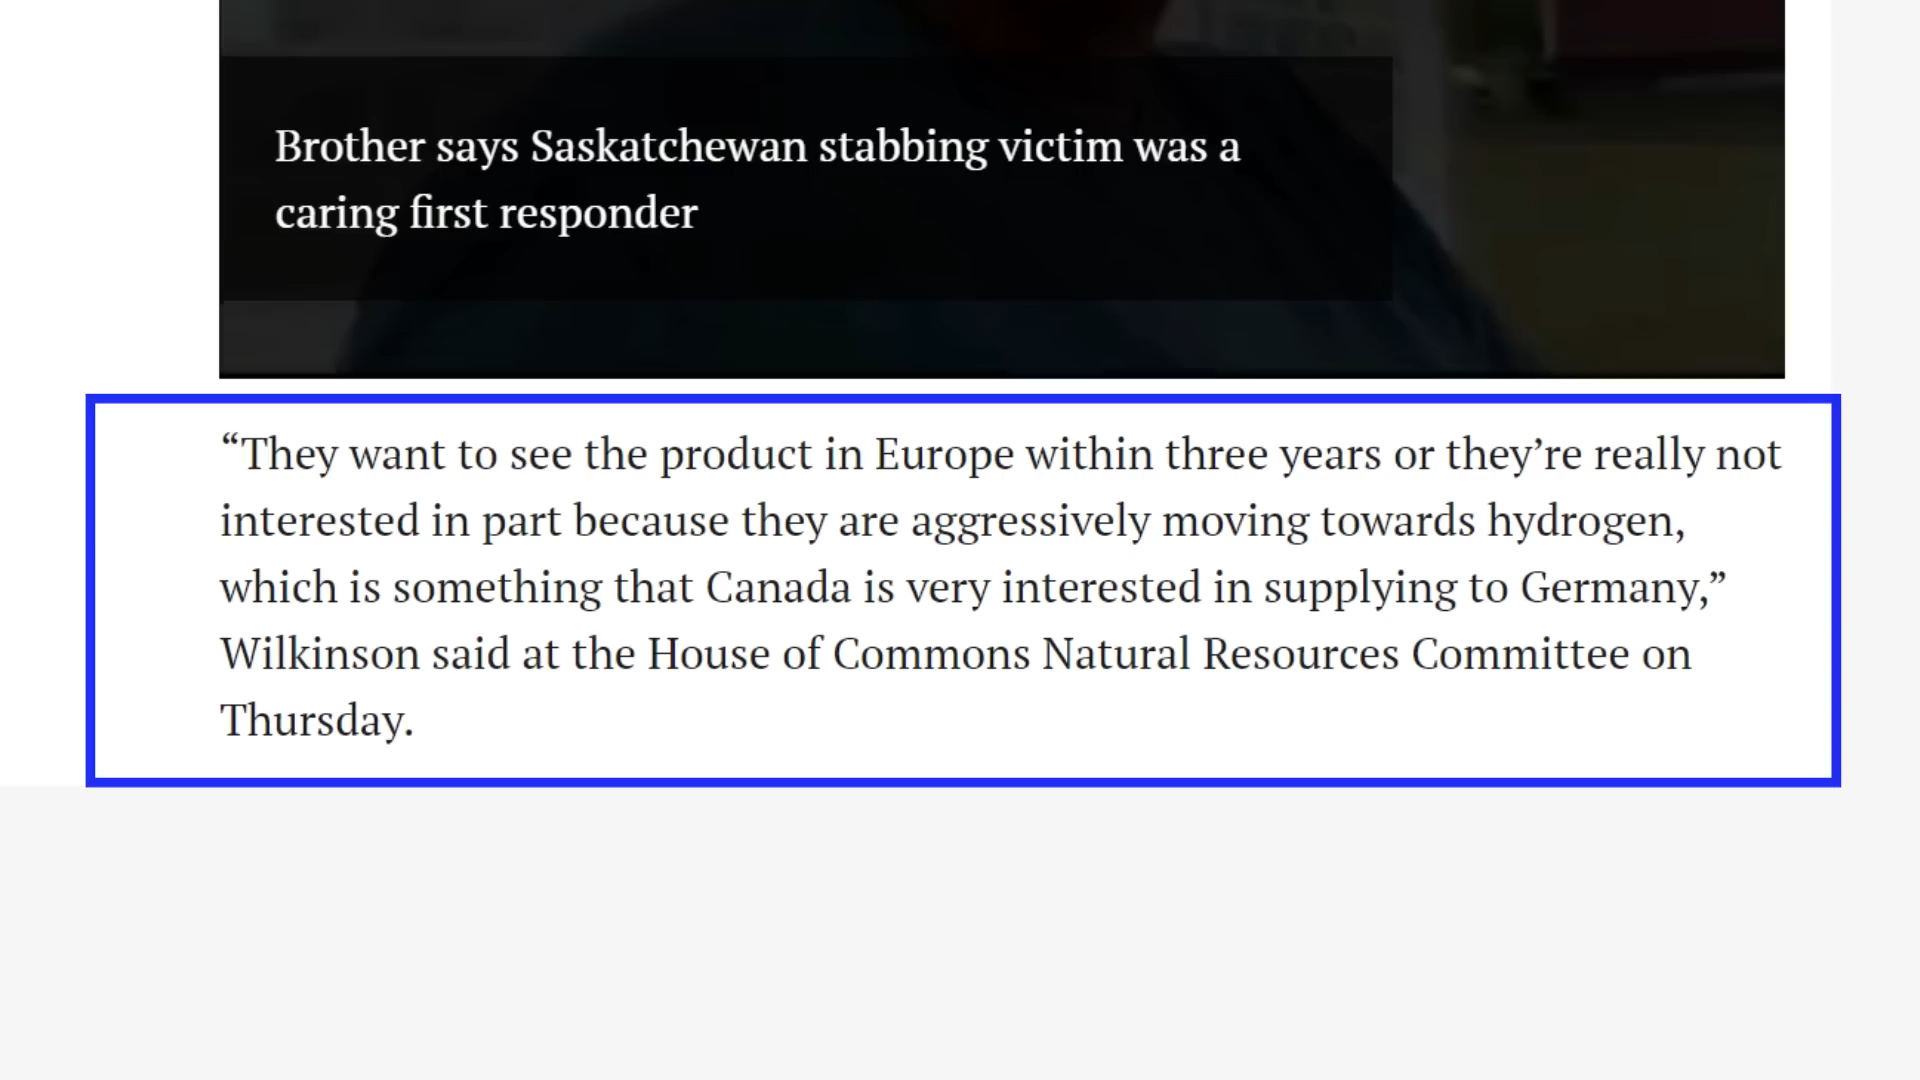 Brother says Saskatchewan stabbing victim was a
caring first responder
“They want to see the product in Europe within three years or they’re really not
interested in part because they are aggressively moving towards hydrogen,
which is something that Canada is very interested in supplying to Germany,”
Wilkinson said at the House of Commons Natural Resources Committee on
Thursday.